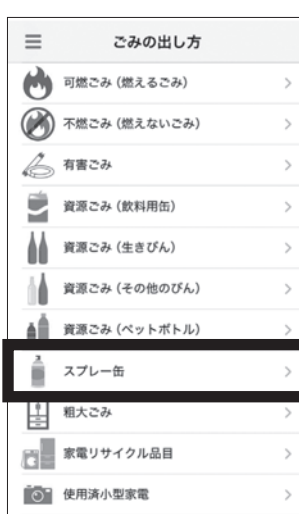 ごみの出し方
可燃ごみ（燃えるごみ）
不燃ごみ（燃えないごみ）
有害ごみ
資源ごみ（飲料用缶）
資源ごみ（生きびん）
資源ごみ（その他のびん）
資源ごみ（ペットボトル）
スプレー缶
粗大ごみ
家電リサイクル品目
使用済小型家電